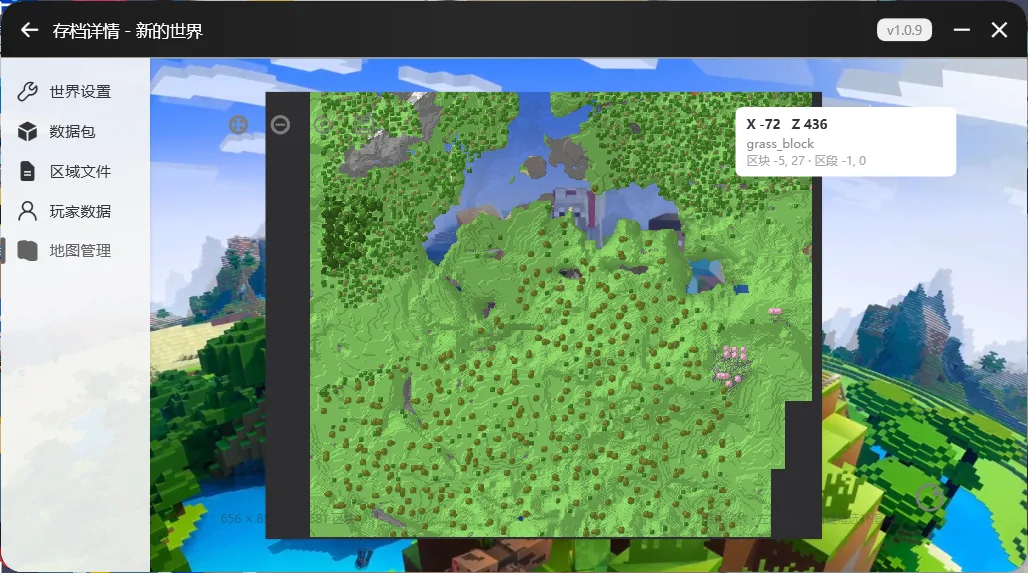 存档详情 - 新的世界
v1.0.9
世界设置
数据包
区域文件
玩家数据
地图管理
X -72 Z 436
grass_block
区块 -5, 27 · 区段 -1, 0